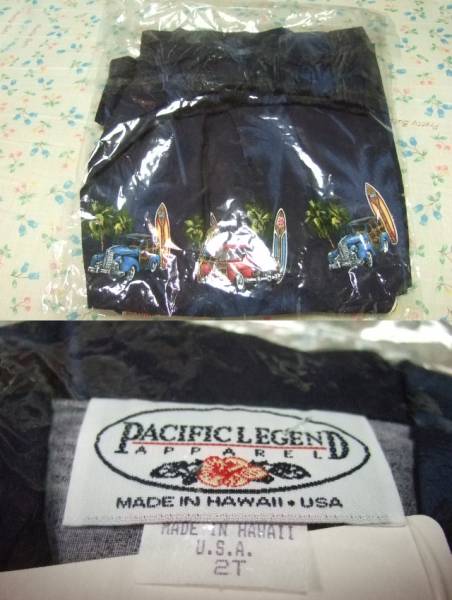 PACIFIC LEGEND
APPAREL
MADE IN HAWAII • USA
MADE IN HAWAII
U.S.A.
2T